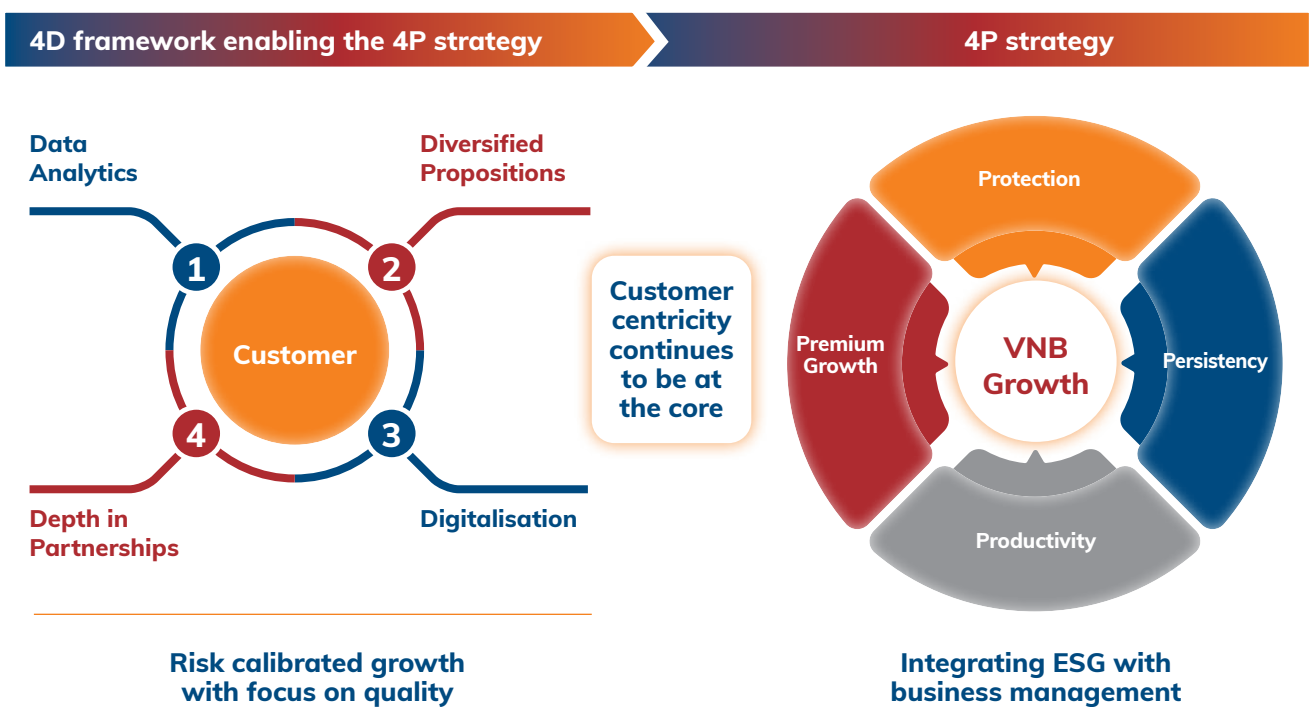 4D framework enabling the 4P strategy
4P strategy
Data
Analytics
Diversified
Propositions
1
2
Customer
4
3
Depth in
Partnerships
Digitalisation
Customer
centricity
continues
to be at
the core
Protection
Premium
Growth
VNB
Growth
Persistency
Productivity
Risk calibrated growth
with focus on quality
Integrating ESG with
business management